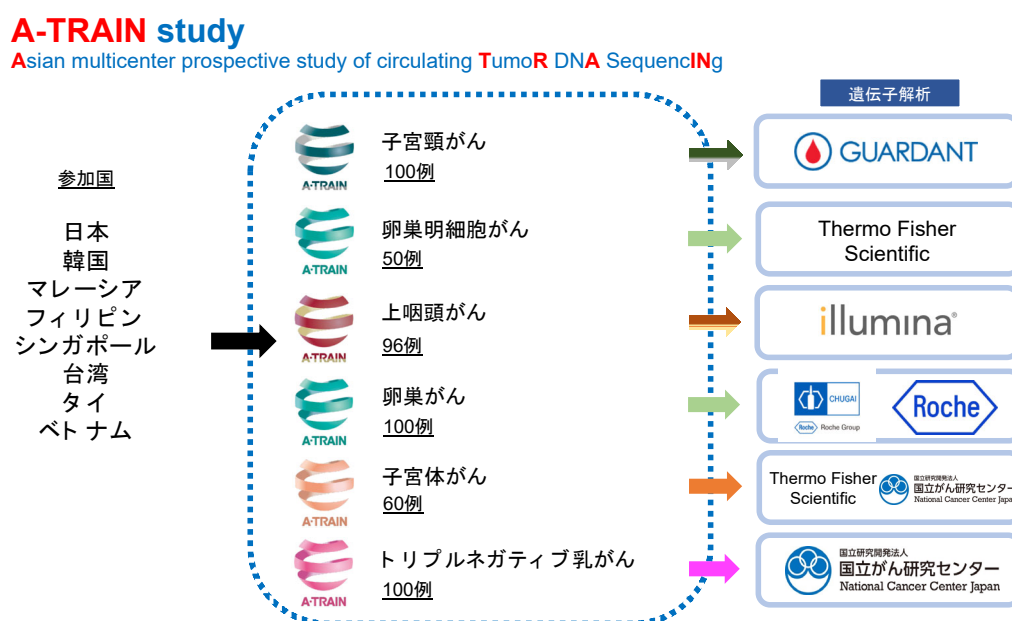 A-TRAIN study
Asian multicenter prospective study of circulating TumoR DNA SequencINg
遺伝子解析
参加国
日本
韓国
マレーシア
フィリピン
シンガポール
台湾
タイ
ベトナム
A-TRAIN
子宮頸がん
100例
GUARDANT
A-TRAIN
卵巣明細胞がん
50例
Thermo Fisher
Scientific
A-TRAIN
上咽頭がん
96例
illumina®
A-TRAIN
卵巣がん
100例
CHUGAI
Roche Roche Group
Roche
A-TRAIN
子宮体がん
60例
Thermo Fisher
Scientific
国立研究開発法人
国立がん研究センター
National Cancer Center Japan
A-TRAIN
トリプルネガティブ乳がん
100例
国立研究開発法人
国立がん研究センター
National Cancer Center Japan